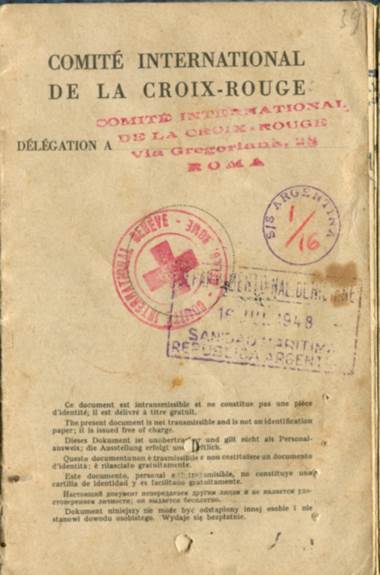 39
COMITÉ INTERNATIONAL
DE LA CROIX-ROUGE
COMITÉ INTERNATIONAL
DE LA CROIX-ROUGE
DÉLÉGATION A
Via Gregoriana, 28
ROMA
S/S ARGENTINA
1/16
COMITÉ INTERNATIONAL GENÈVE
16 JUL. 1948
SANIDAD MARITIMA
REPUBLICA ARGENTINA
Ce document est intransmissible et ne constitue pas une pièce
d'identité; il est délivré à titre gratuit.
The present document is not transmissible and is not an identification
paper; it is issued free of charge.
Dieses Dokument ist und gilt nicht als Personal-
ausweis; die Ausstellung erfolgt
Questo documento non è trasmissibile e non costituisce un documento
d'identità; è rilasciato gratuitamente.
Este documento, personal e intransmisible, no constituye una
cartilla de identidad y es facilitado gratuitamente.
Настоящий документ непередаваем другим лицам и не является удо-
стоверением личности; он выдается бесплатно.
Dokument niniejszy nie może być odstąpiony innej osobie i nie
stanowi dowodu osobistego. Wydaje się bezpłatnie.